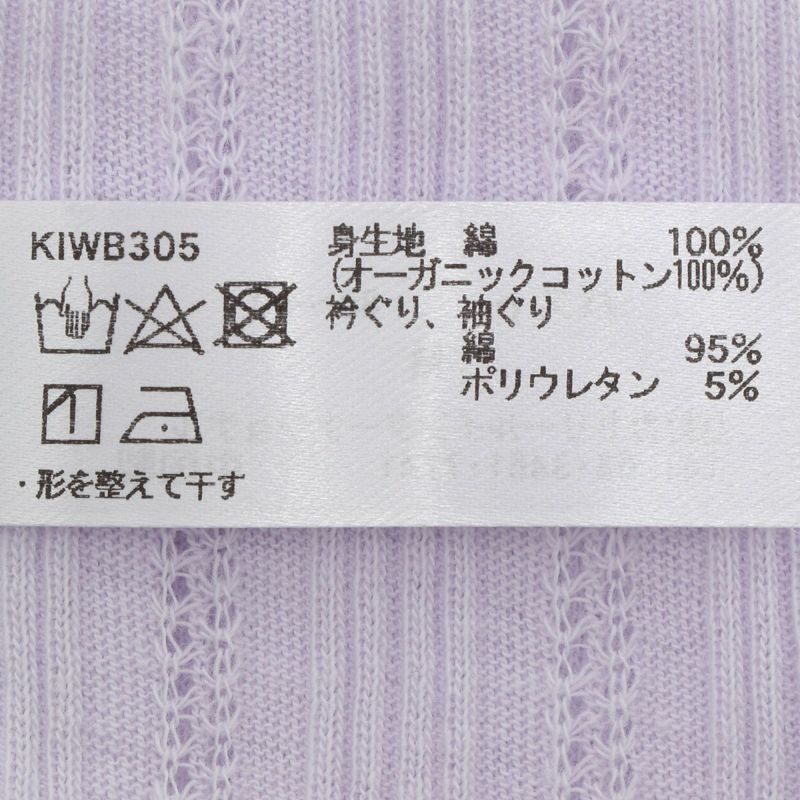 KIWB305
・形を整えて干す
身生地 綿 100%
(オーガニックコットン100%)
衿ぐり、袖ぐり
綿 95%
ポリウレタン 5%